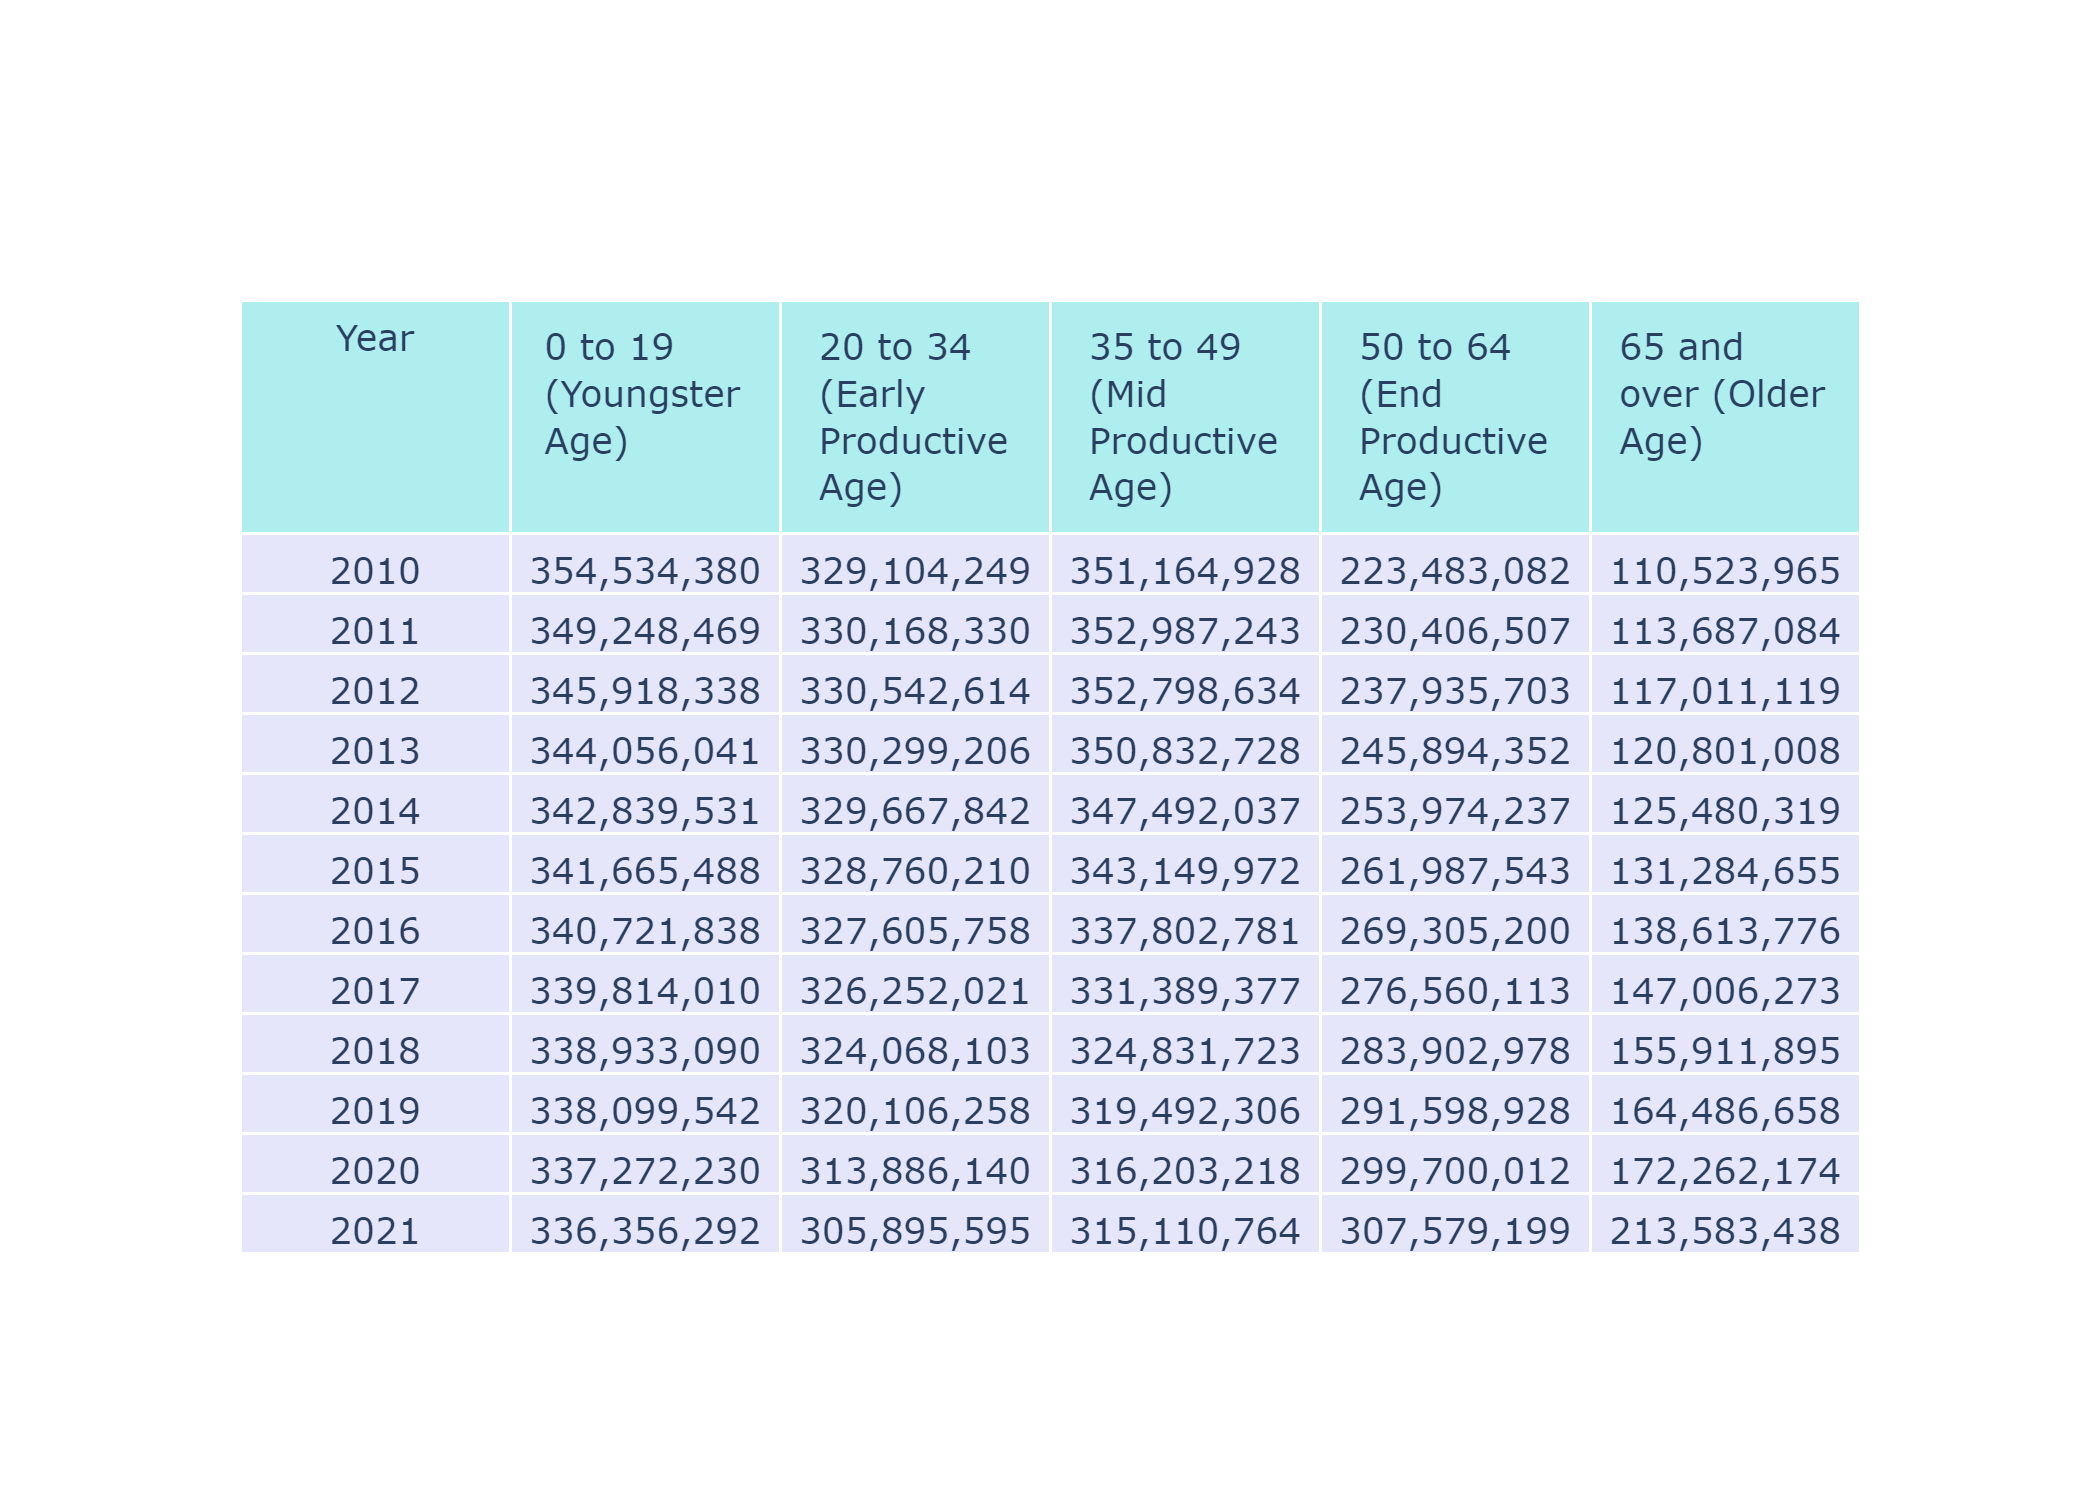 Year 0 to 19 (Youngster Age) 20 to 34 (Early Productive Age) 35 to 49 (Mid Productive Age) 50 to 64 (End Productive Age) 65 and over (Older Age)
2010 354,534,380 329,104,249 351,164,928 223,483,082 110,523,965
2011 349,248,469 330,168,330 352,987,243 230,406,507 113,687,084
2012 345,918,338 330,542,614 352,798,634 237,935,703 117,011,119
2013 344,056,041 330,299,206 350,832,728 245,894,352 120,801,008
2014 342,839,531 329,667,842 347,492,037 253,974,237 125,480,319
2015 341,665,488 328,760,210 343,149,972 261,987,543 131,284,655
2016 340,721,838 327,605,758 337,802,781 269,305,200 138,613,776
2017 339,814,010 326,252,021 331,389,377 276,560,113 147,006,273
2018 338,933,090 324,068,103 324,831,723 283,902,978 155,911,895
2019 338,099,542 320,106,258 319,492,306 291,598,928 164,486,658
2020 337,272,230 313,886,140 316,203,218 299,700,012 172,262,174
2021 336,356,292 305,895,595 315,110,764 307,579,199 213,583,438